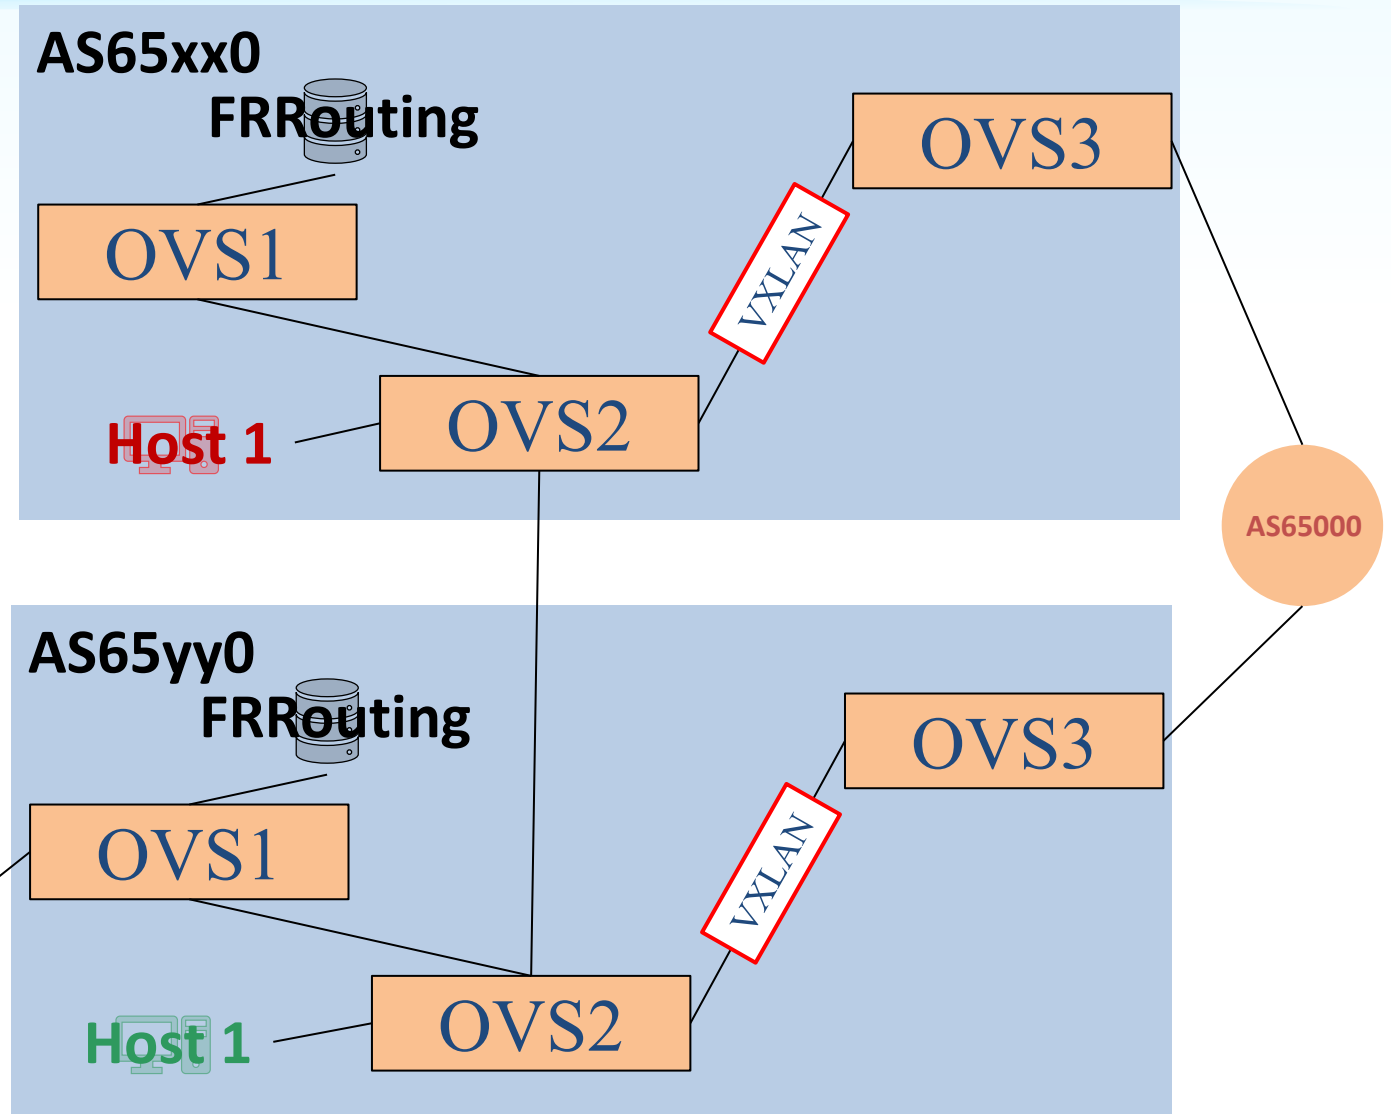 AS65xx0
FRRouting
OVS3
OVS1
VXLAN
OVS2
Host 1
AS65000
AS65yy0
FRRouting
OVS3
OVS1
VXLAN
OVS2
Host 1